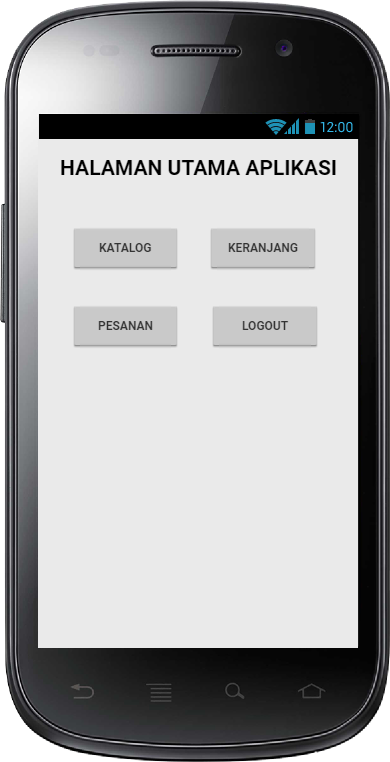 12:00
HALAMAN UTAMA APLIKASI
KATALOG KERANJANG
PESANAN LOGOUT